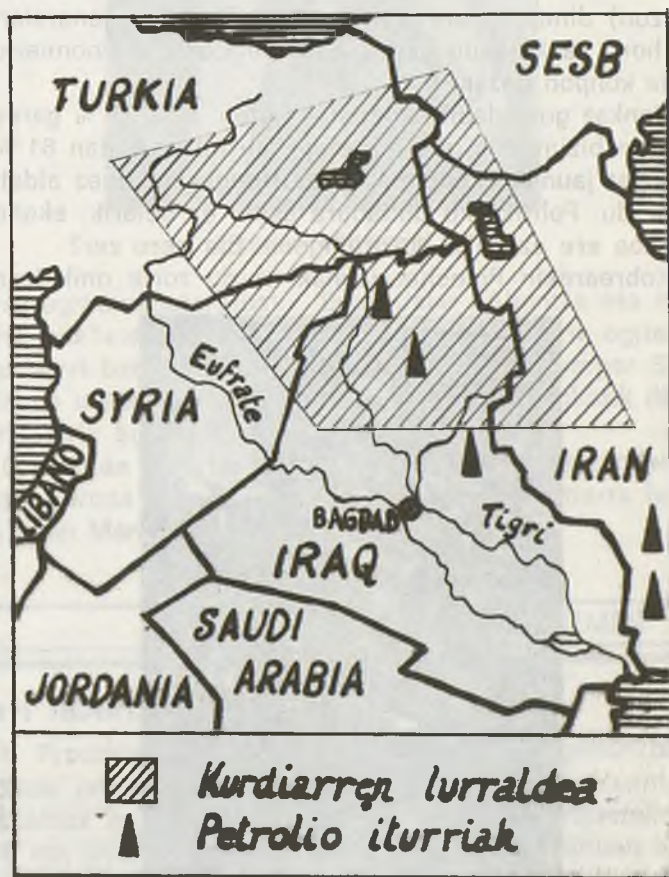 TURKIA
SESB
SYRIA
Eufrate
LIBANO
IRAN
BAGDAD
Tigri
IRAQ
SAUDI
ARABIA
JORDANIA
Kurdiarren lurraldea
Petrolio iturriak